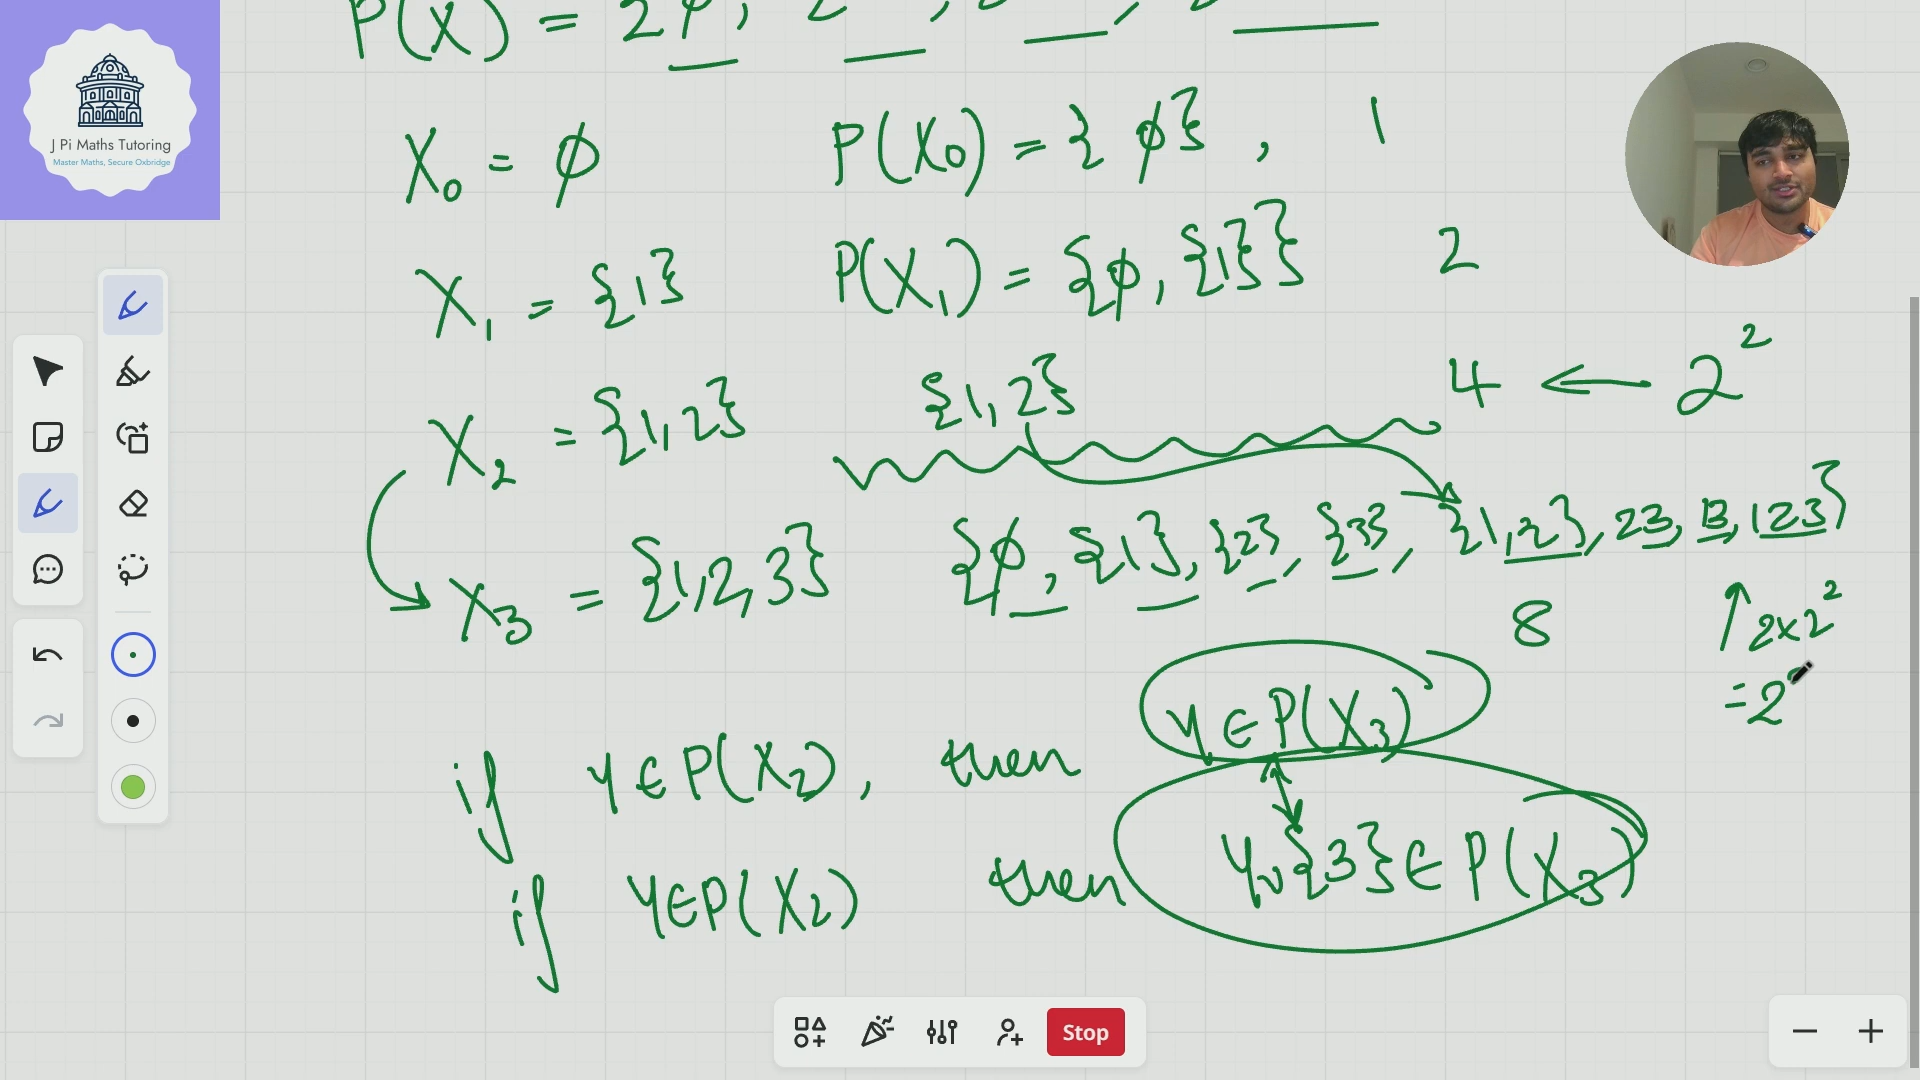 P(X) = {∅,
J Pi Maths Tutoring
Master Maths, Secure Oxbridge
X₀ = ∅ P(X₀) = { ∅} , 1
X₁ = {1} P(X₁) = {∅, {1}} 2
X₂ = {1,2} {1,2} 4 ← 2²
X₃ = {1,2,3} {∅, {1}, {2}, {3}, {1,2}, 23, 13, 123}
8 ↑ 2x2²
= 2
if Y∈P(X₂), then Y∈P(X₃)
if Y∈P(X₂) then Y∪{3}∈P(X₃)
Stop